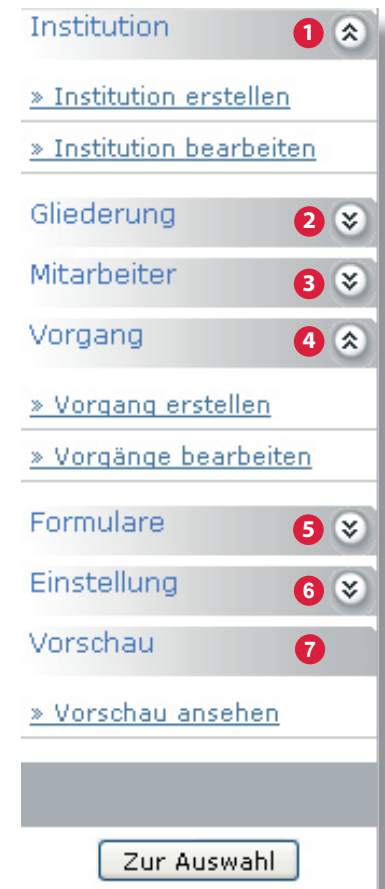 Institution 1
» Institution erstellen
» Institution bearbeiten
Gliederung 2
Mitarbeiter 3
Vorgang 4
» Vorgang erstellen
» Vorgänge bearbeiten
Formulare 5
Einstellung 6
Vorschau 7
» Vorschau ansehen
Zur Auswahl